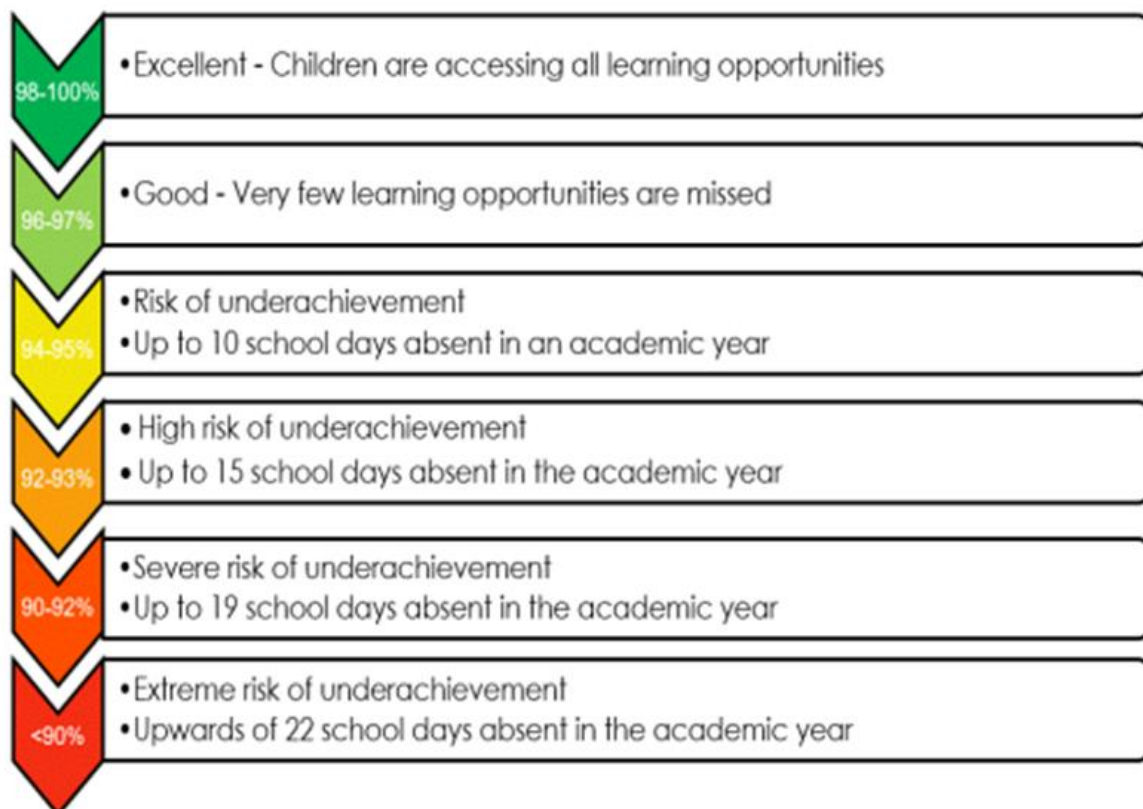 98-100%
•Excellent - Children are accessing all learning opportunities
96-97%
•Good - Very few learning opportunities are missed
94-95%
•Risk of underachievement
•Up to 10 school days absent in an academic year
92-93%
• High risk of underachievement
• Up to 15 school days absent in the academic year
90-92%
•Severe risk of underachievement
•Up to 19 school days absent in the academic year
<90%
•Extreme risk of underachievement
•Upwards of 22 school days absent in the academic year